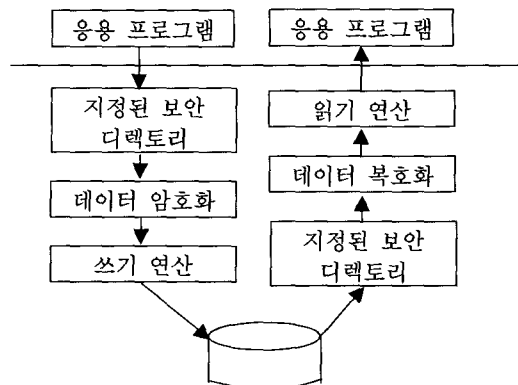 응용 프로그램
응용 프로그램
지정된 보안
디렉토리
데이터 암호화
쓰기 연산
읽기 연산
데이터 복호화
지정된 보안
디렉토리